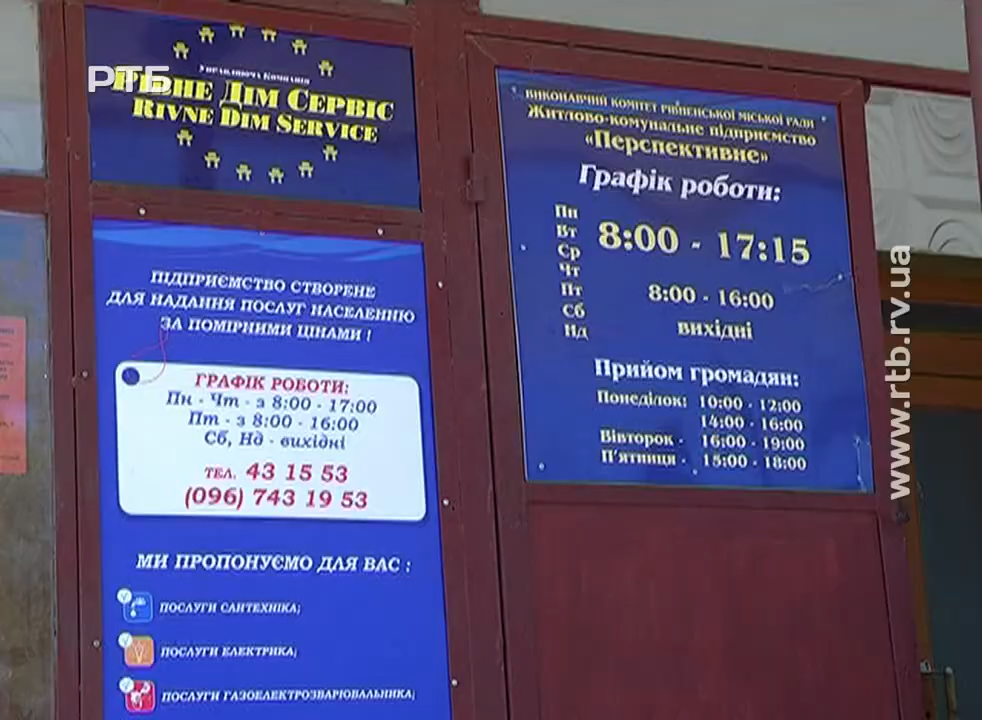 РТБ
Управляюча Компанія
РІВНЕ ДІМ СЕРВІС
RIVNE DIM SERVICE
ПІДПРИЄМСТВО СТВОРЕНЕ
ДЛЯ НАДАННЯ ПОСЛУГ НАСЕЛЕННЮ
ЗА ПОМІРНИМИ ЦІНАМИ !
ГРАФІК РОБОТИ:
Пн - Чт - з 8:00 - 17:00
Пт - з 8:00 - 16:00
Сб, Нд - вихідні
ТЕЛ. 43 15 53
(096) 743 19 53
МИ ПРОПОНУЄМО ДЛЯ ВАС :
ПОСЛУГИ САНТЕХНІКА;
ПОСЛУГИ ЕЛЕКТРИКА;
ПОСЛУГИ ГАЗОЕЛЕКТРОЗВАРЮВАЛЬНИКА;
ВИКОНАВЧИЙ КОМІТЕТ РІВНЕНСЬКОЇ МІСЬКОЇ РАДИ
Житлово-комунальне підприємство
«Перспективне»
Графік роботи:
Пн
Вт
Ср
Чт
8:00 - 17:15
Пт 8:00 - 16:00
Сб
Нд
вихідні
Прийом громадян:
Понеділок: 10:00 - 12:00
14:00 - 16:00
Вівторок - 16:00 - 19:00
П'ятниця - 15:00 - 18:00
www.rtb.rv.ua